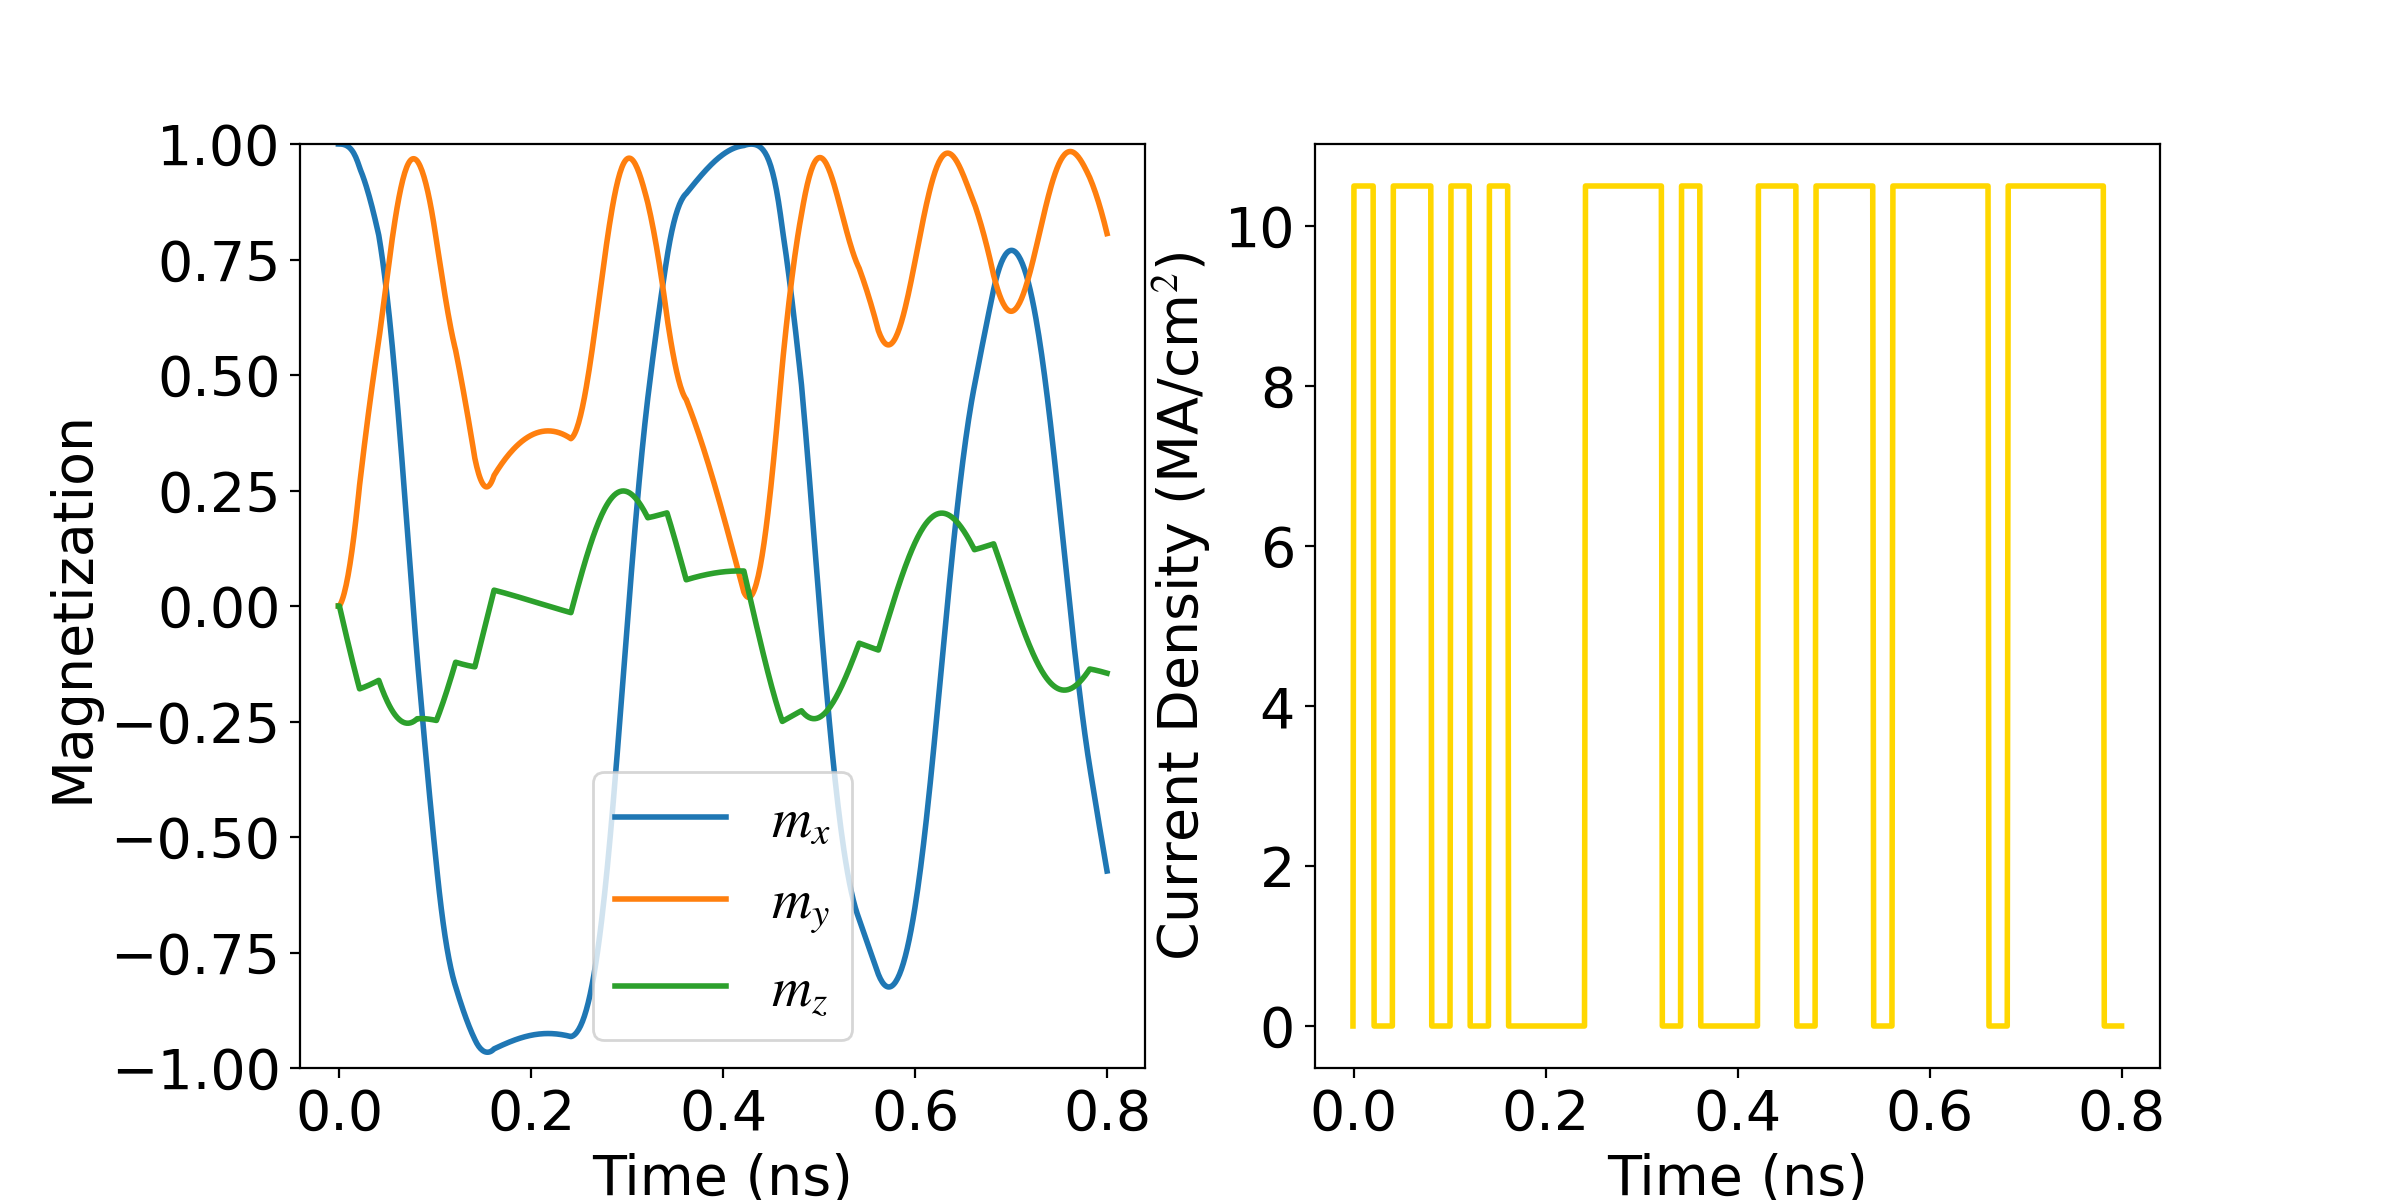 Magnetization
1.00
0.75
0.50
0.25
0.00
−0.25
−0.50
−0.75
−1.00
0.0 0.2 0.4 0.6 0.8
Time (ns)
m_x
m_y
m_z
Current Density (MA/cm²)
10
8
6
4
2
0
0.0 0.2 0.4 0.6 0.8
Time (ns)